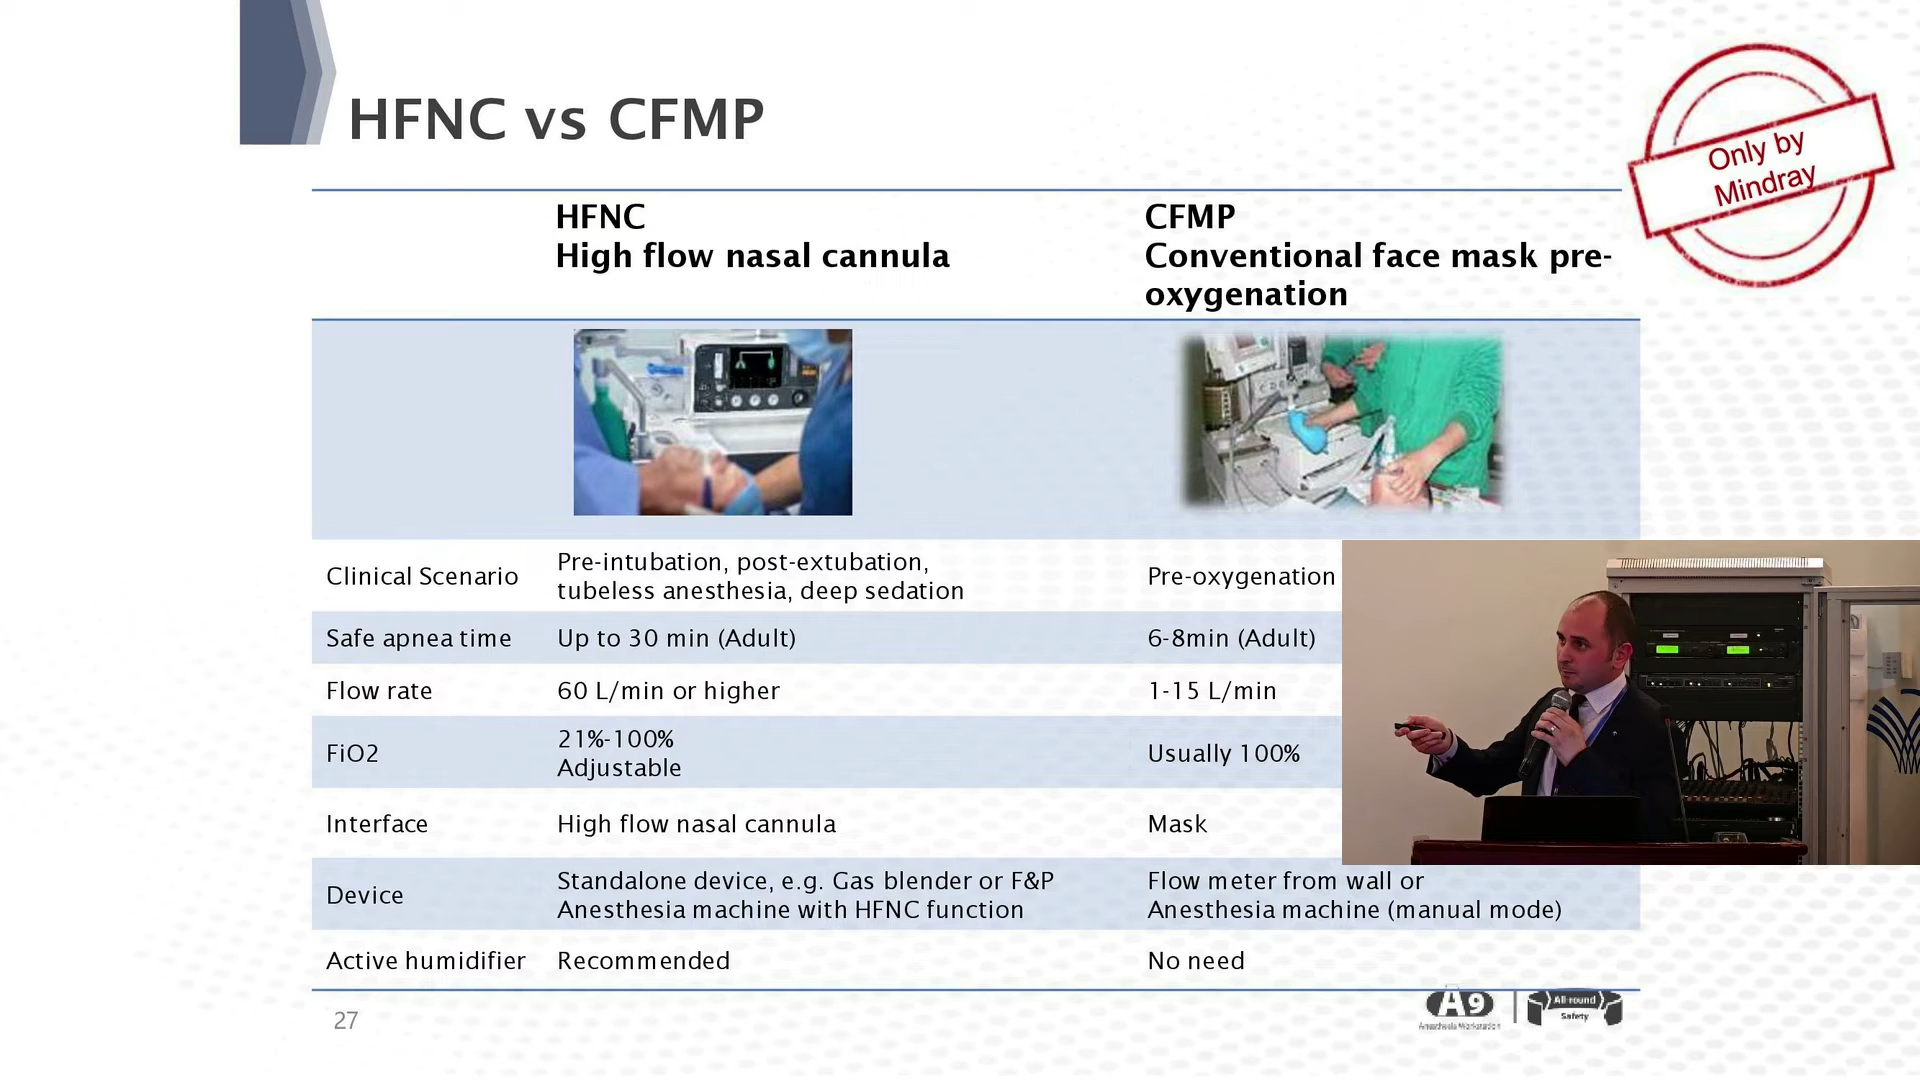 HFNC vs CFMP
Only by
Mindray
HFNC
High flow nasal cannula
CFMP
Conventional face mask pre-
oxygenation
Clinical Scenario
Pre-intubation, post-extubation,
tubeless anesthesia, deep sedation
Pre-oxygenation
Safe apnea time
Up to 30 min (Adult)
6-8min (Adult)
Flow rate
60 L/min or higher
1-15 L/min
FiO2
21%-100%
Adjustable
Usually 100%
Interface
High flow nasal cannula
Mask
Device
Standalone device, e.g. Gas blender or F&P
Anesthesia machine with HFNC function
Flow meter from wall or
Anesthesia machine (manual mode)
Active humidifier
Recommended
No need
27
A9
Anesthesia Workstation
All-round
Safety